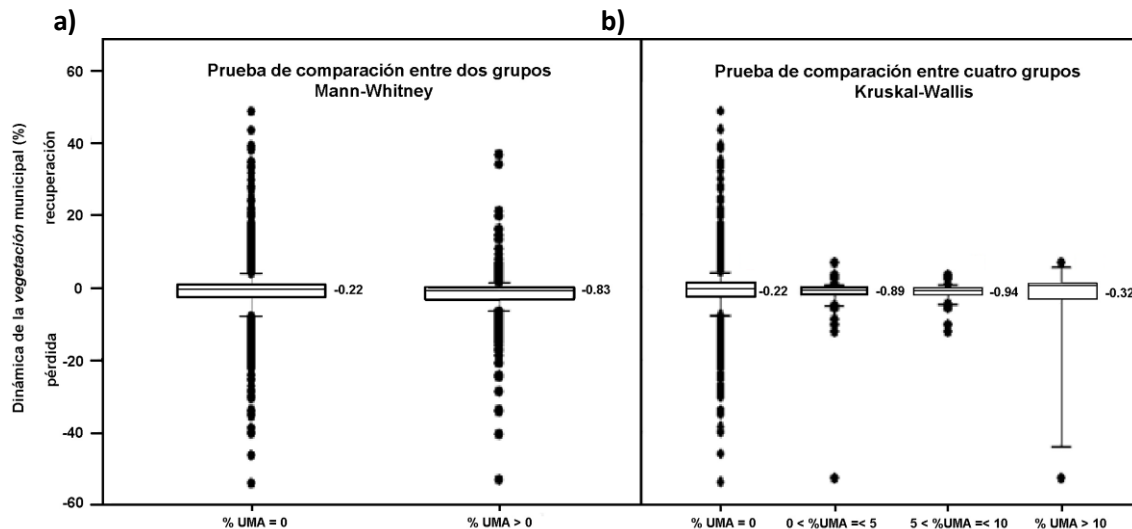 a)
Prueba de comparación entre dos grupos
Mann-Whitney
Dinámica de la vegetación municipal (%)
recuperación
pérdida
60
40
20
0
-20
-40
-60
-0.22
-0.83
% UMA = 0
% UMA > 0
b)
Prueba de comparación entre cuatro grupos
Kruskal-Wallis
-0.22
-0.89
-0.94
-0.32
% UMA = 0
0 < %UMA =< 5
5 < %UMA =< 10
% UMA > 10